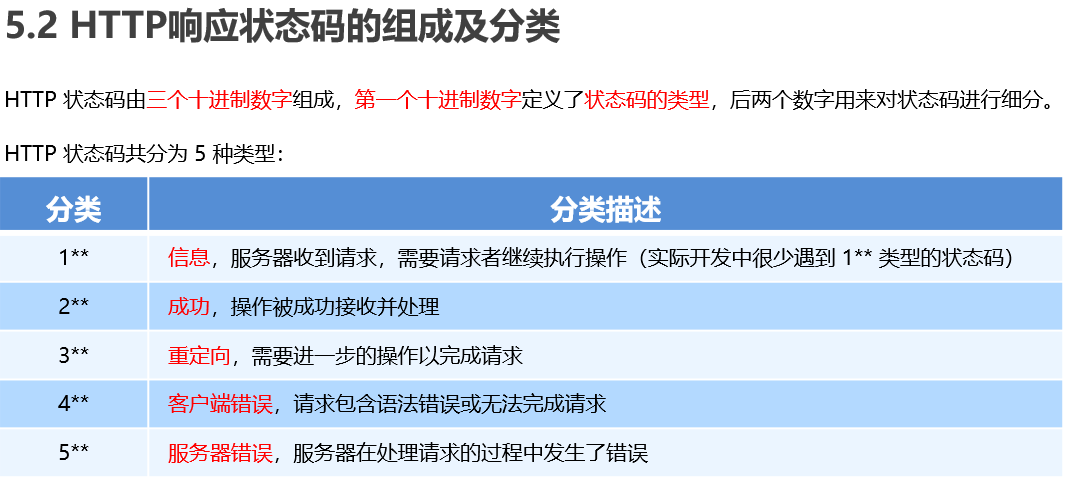 5.2 HTTP响应状态码的组成及分类
HTTP 状态码由三个十进制数字组成，第一个十进制数字定义了状态码的类型，后两个数字用来对状态码进行细分。
HTTP 状态码共分为 5 种类型：
分类 分类描述
1** 信息，服务器收到请求，需要请求者继续执行操作（实际开发中很少遇到 1** 类型的状态码）
2** 成功，操作被成功接收并处理
3** 重定向，需要进一步的操作以完成请求
4** 客户端错误，请求包含语法错误或无法完成请求
5** 服务器错误，服务器在处理请求的过程中发生了错误